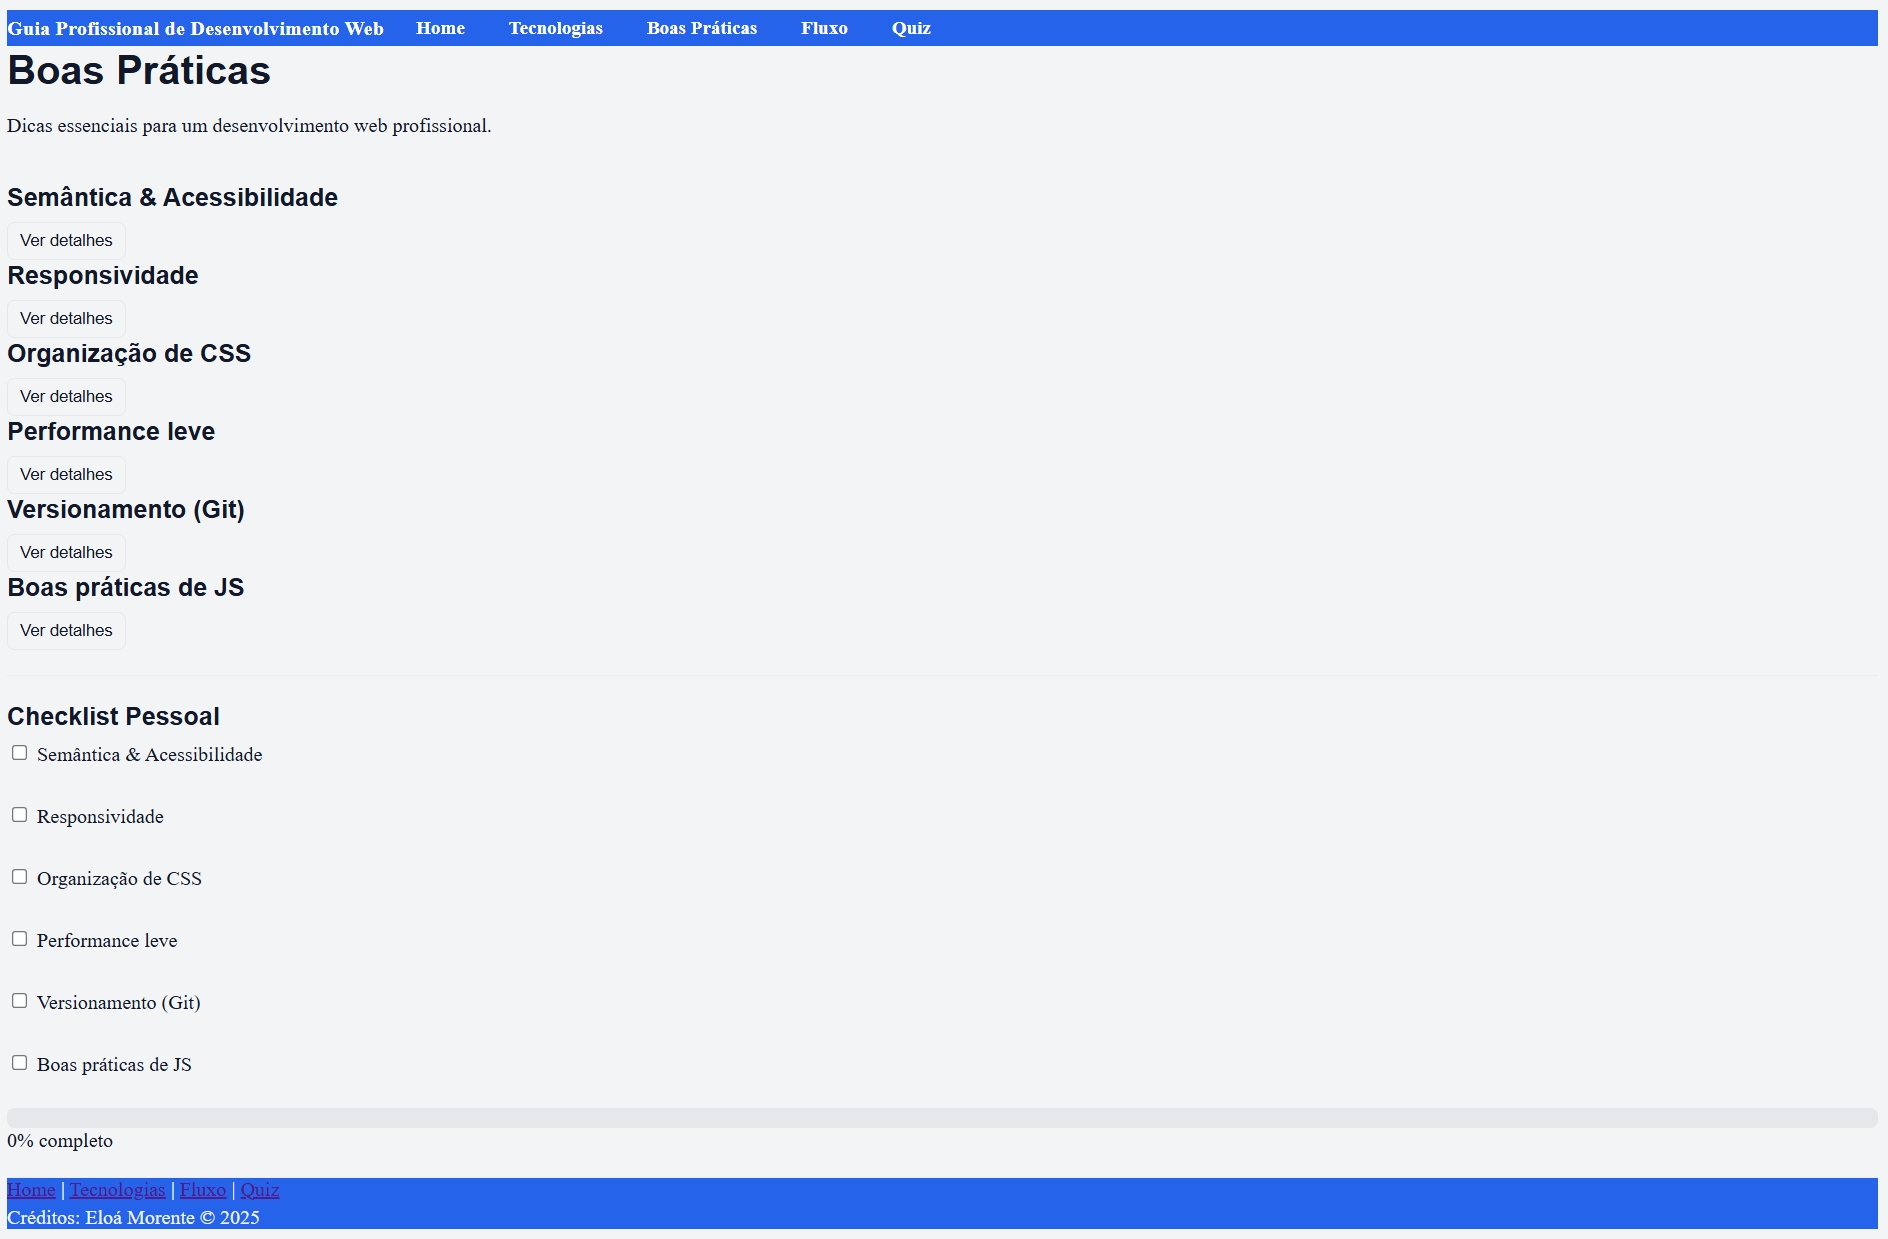 Guia Profissional de Desenvolvimento Web Home Tecnologias Boas Práticas Fluxo Quiz
Boas Práticas
Dicas essenciais para um desenvolvimento web profissional.
Semântica & Acessibilidade
Ver detalhes
Responsividade
Ver detalhes
Organização de CSS
Ver detalhes
Performance leve
Ver detalhes
Versionamento (Git)
Ver detalhes
Boas práticas de JS
Ver detalhes
Checklist Pessoal
Semântica & Acessibilidade
Responsividade
Organização de CSS
Performance leve
Versionamento (Git)
Boas práticas de JS
0% completo
Home | Tecnologias | Fluxo | Quiz
Créditos: Eloá Morente © 2025